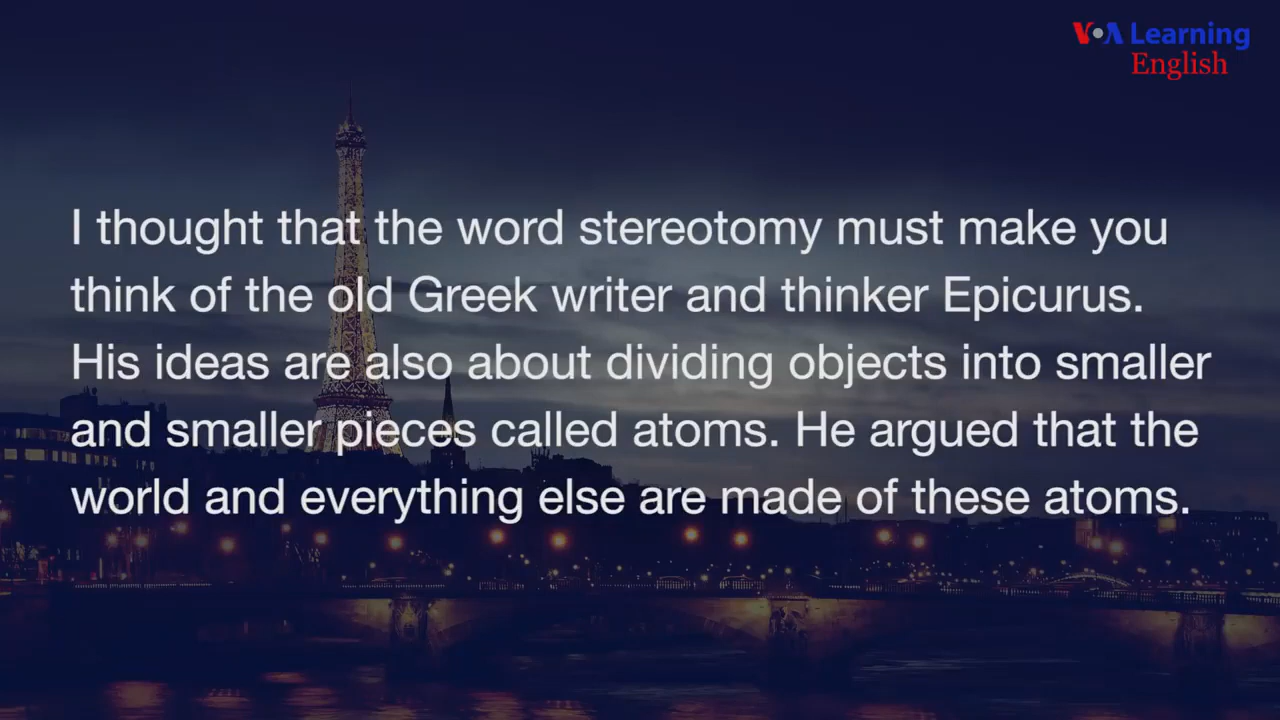 VOA Learning
English
I thought that the word stereotomy must make you
think of the old Greek writer and thinker Epicurus.
His ideas are also about dividing objects into smaller
and smaller pieces called atoms. He argued that the
world and everything else are made of these atoms.